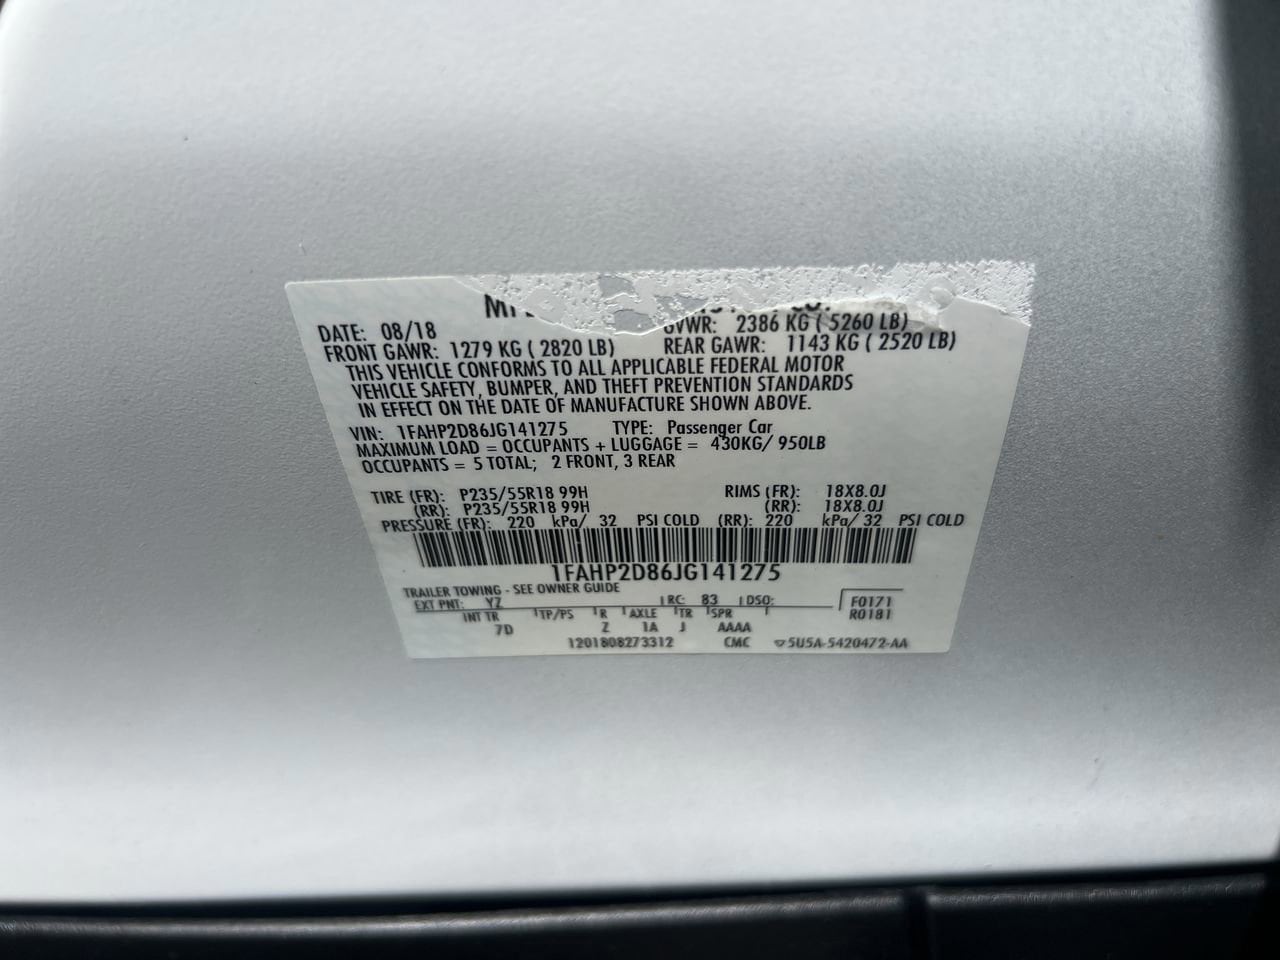 DATE: 08/18 GVWR: 2386 KG ( 5260 LB)
FRONT GAWR: 1279 KG ( 2820 LB) REAR GAWR: 1143 KG ( 2520 LB)
THIS VEHICLE CONFORMS TO ALL APPLICABLE FEDERAL MOTOR
VEHICLE SAFETY, BUMPER, AND THEFT PREVENTION STANDARDS
IN EFFECT ON THE DATE OF MANUFACTURE SHOWN ABOVE.
VIN: 1FAHP2D86JG141275 TYPE: Passenger Car
MAXIMUM LOAD = OCCUPANTS + LUGGAGE = 430KG/ 950LB
OCCUPANTS = 5 TOTAL; 2 FRONT, 3 REAR
TIRE (FR): P235/55R18 99H RIMS (FR): 18X8.0J
(RR): P235/55R18 99H (RR): 18X8.0J
PRESSURE (FR): 220 kPa/ 32 PSI COLD (RR): 220 kPa/ 32 PSI COLD
1FAHP2D86JG141275
TRAILER TOWING - SEE OWNER GUIDE
EXT PNT: YZ RC: 83 DSO: F0171
INT TR TP/PS R AXLE TR SPR R0181
7D Z 1A J AAAA
1201808273312 CMC 5U5A-5420472-AA